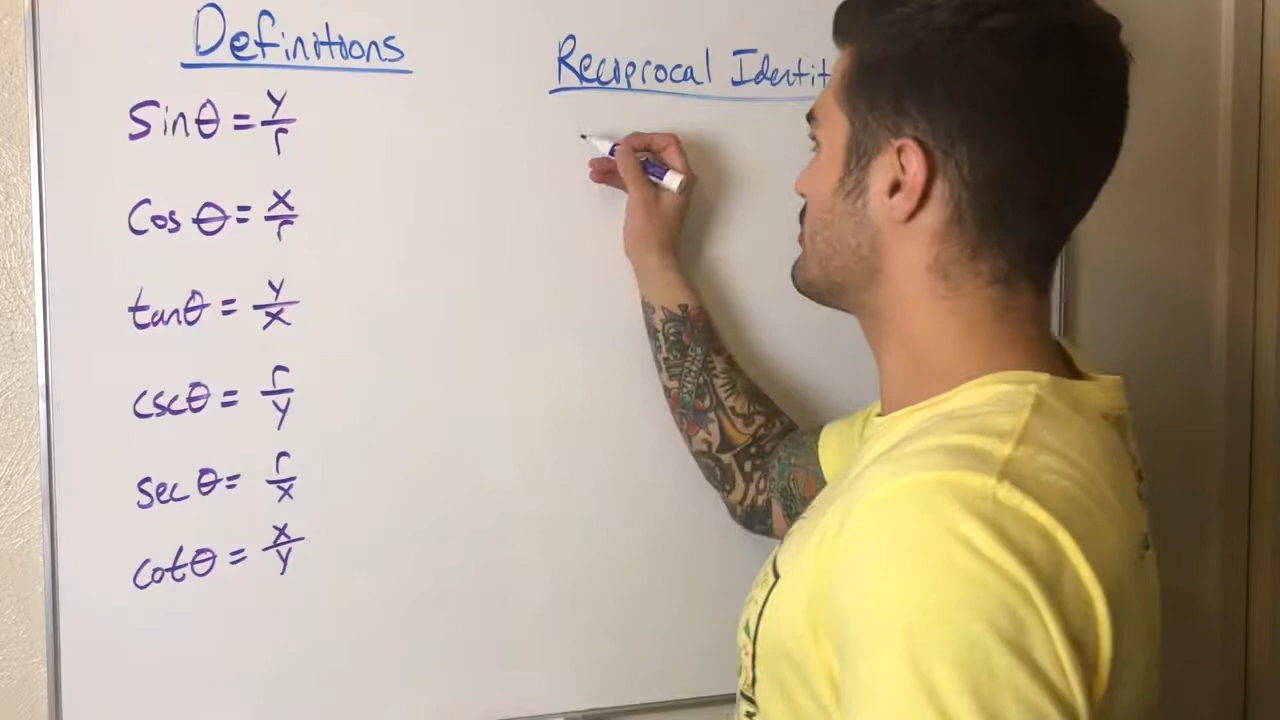 Definitions
Sinθ = y/r
Cos θ = x/r
tanθ = y/x
cscθ = r/y
sec θ = r/x
cotθ = x/y
Reciprocal Identit